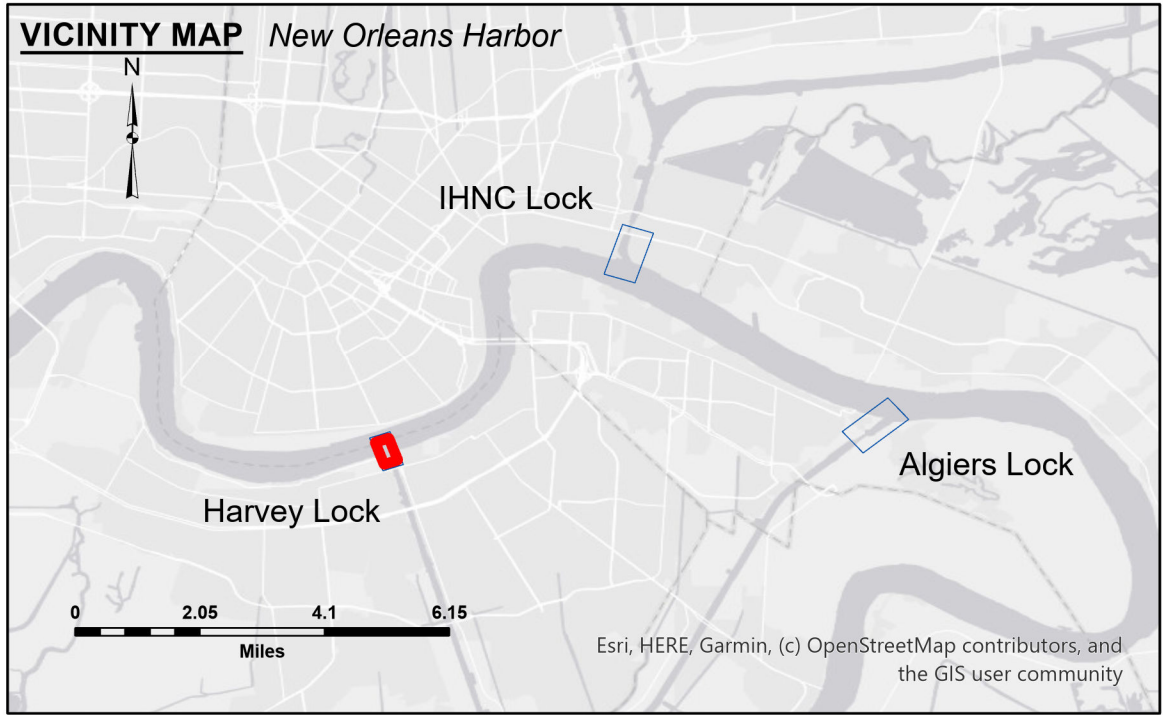 VICINITY MAP New Orleans Harbor
N
IHNC Lock
Algiers Lock
Harvey Lock
0 2.05 4.1 6.15
Miles
Esri, HERE, Garmin, (c) OpenStreetMap contributors, and
the GIS user community